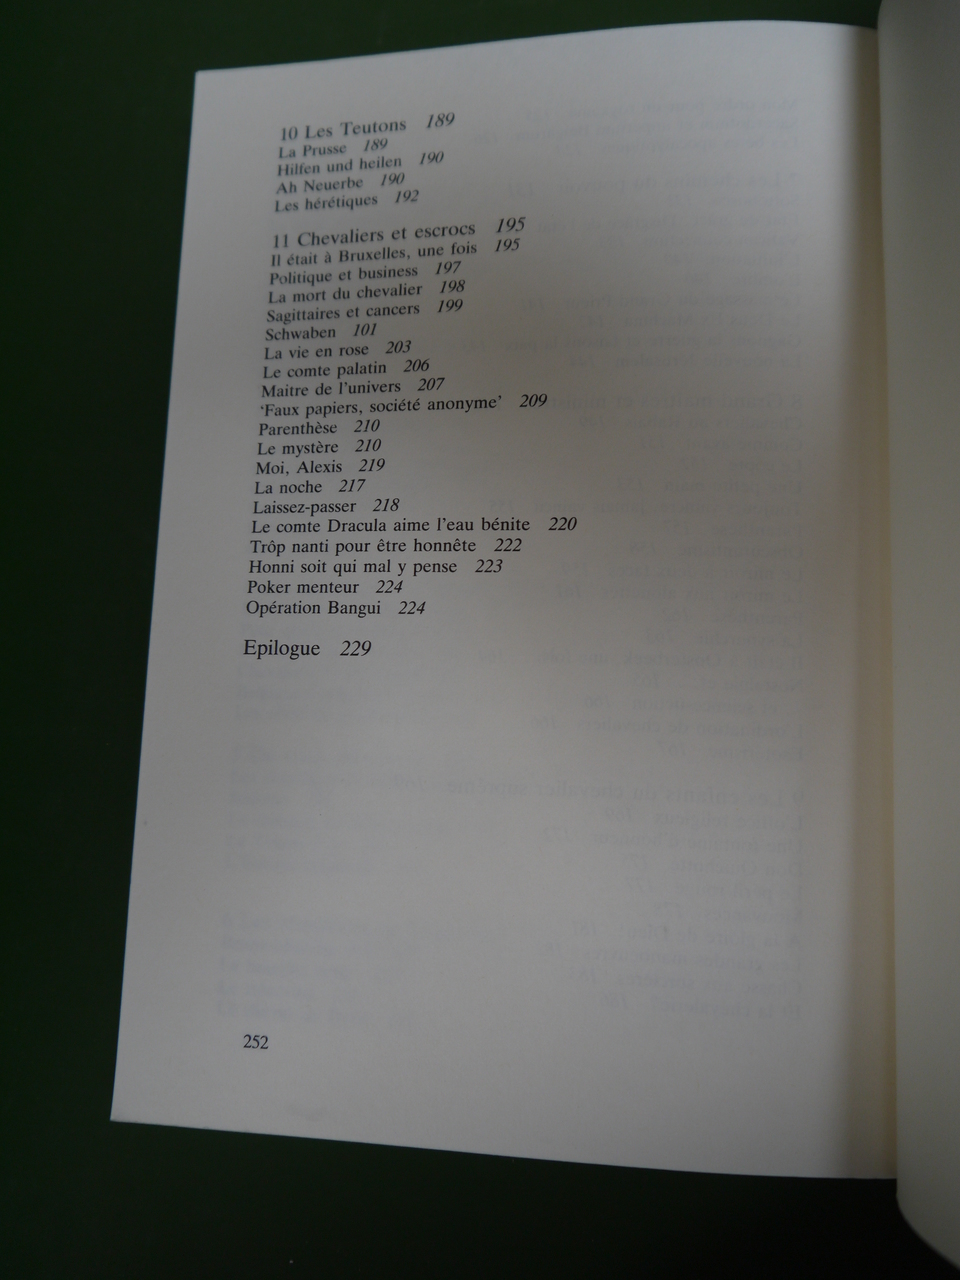 10 Les Teutons 189
La Prusse 189
Hilfen und heilen 190
Ah Neuerbe 190
Les hérétiques 192
11 Chevaliers et escrocs 195
Il était à Bruxelles, une fois 195
Politique et business 197
La mort du chevalier 198
Sagittaires et cancers 199
Schwaben 101
La vie en rose 203
Le comte palatin 206
Maitre de l'univers 207
'Faux papiers, société anonyme' 209
Parenthèse 210
Le mystère 210
Moi, Alexis 219
La noche 217
Laissez-passer 218
Le comte Dracula aime l'eau bénite 220
Trôp nanti pour être honnête 222
Honni soit qui mal y pense 223
Poker menteur 224
Opération Bangui 224
Epilogue 229
252